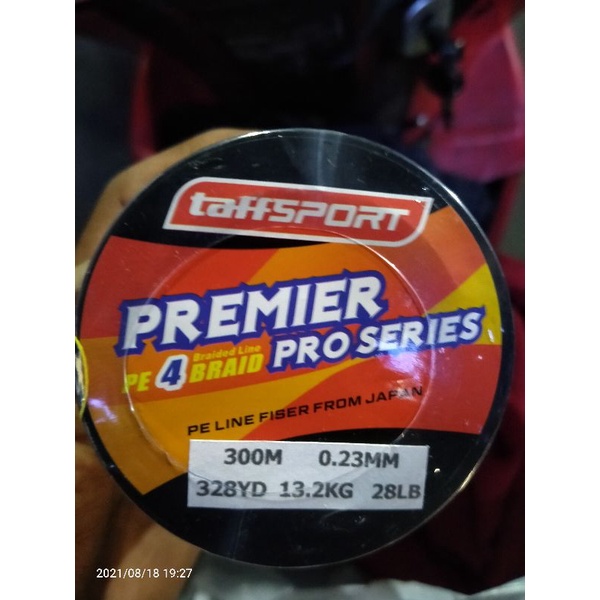 taffSPORT
PREMIER
PRO SERIES
Braided Line
PE 4 BRAID
PE LINE FISER FROM JAPAN
300M 0.23MM
328YD 13.2KG 28LB
2021/08/18 19:27